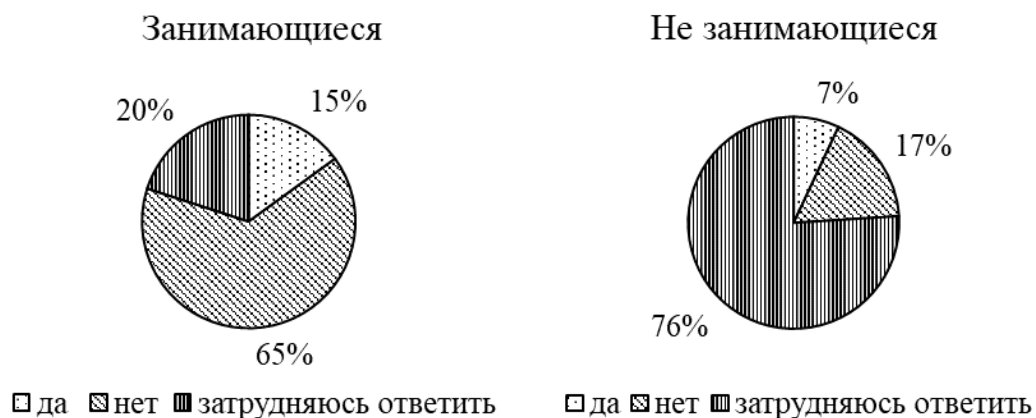 Занимающиеся
20%
15%
65%
да нет затрудняюсь ответить
Не занимающиеся
7%
17%
76%
да нет затрудняюсь ответить